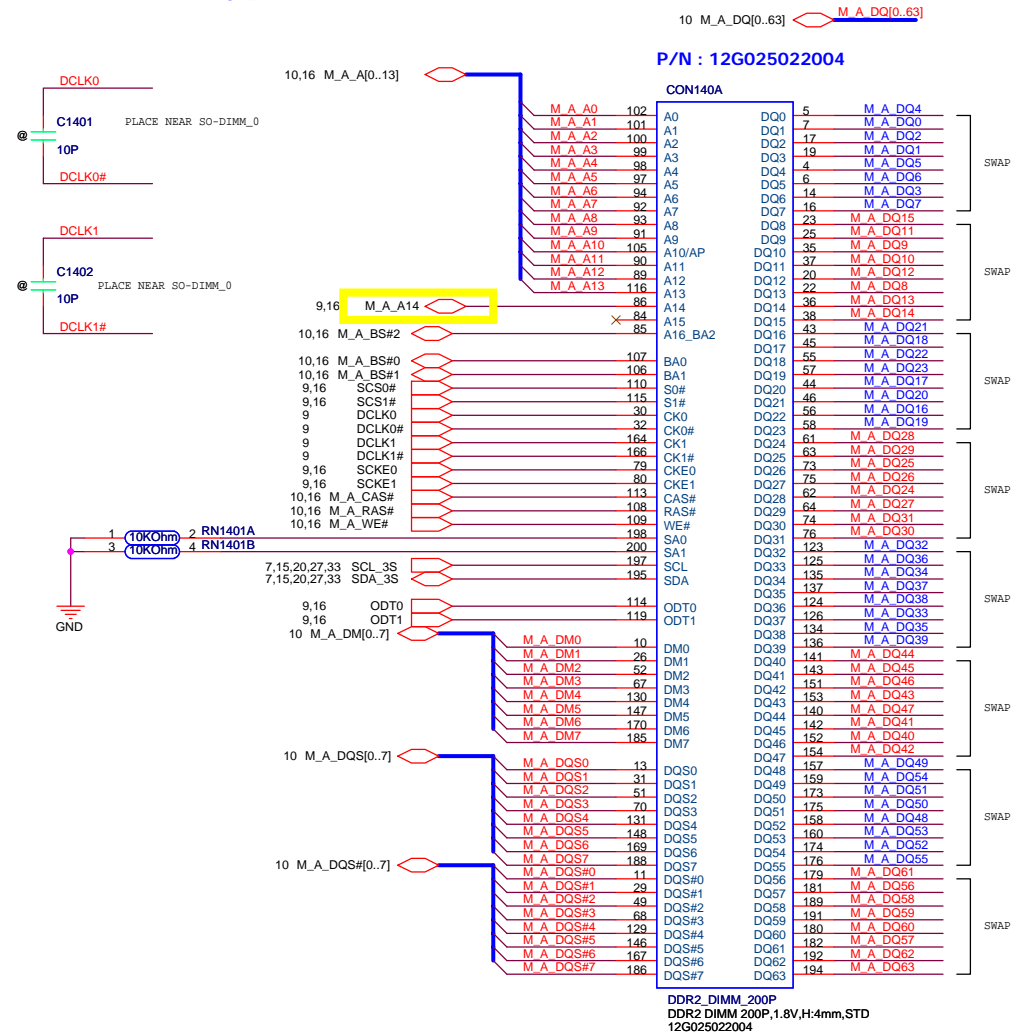 10 M_A_DQ[0..63] M_A_DQ[0..63]
P/N : 12G025022004
10,16 M_A_A[0..13]
CON140A
DCLK0
C1401 PLACE NEAR SO-DIMM_0
@
10P
DCLK0#
DCLK1
C1402 PLACE NEAR SO-DIMM_0
@
10P
DCLK1#
M_A_A0 102 A0
M_A_A1 101 A1
M_A_A2 100 A2
M_A_A3 99 A3
M_A_A4 98 A4
M_A_A5 97 A5
M_A_A6 94 A6
M_A_A7 92 A7
M_A_A8 93 A8
M_A_A9 91 A9
M_A_A10 105 A10/AP
M_A_A11 90 A11
M_A_A12 89 A12
M_A_A13 116 A13
9,16 M_A_A14 86 A14
84 A15
10,16 M_A_BS#2 85 A16_BA2
10,16 M_A_BS#0 107 BA0
10,16 M_A_BS#1 106 BA1
9,16 SCS0# 110 S0#
9,16 SCS1# 115 S1#
9 DCLK0 30 CK0
9 DCLK0# 32 CK0#
9 DCLK1 164 CK1
9 DCLK1# 166 CK1#
9,16 SCKE0 79 CKE0
9,16 SCKE1 80 CKE1
10,16 M_A_CAS# 113 CAS#
10,16 M_A_RAS# 108 RAS#
10,16 M_A_WE# 109 WE#
1 10KOhm 2 RN1401A 198 SA0
3 10KOhm 4 RN1401B 200 SA1
GND
7,15,20,27,33 SCL_3S 197 SCL
7,15,20,27,33 SDA_3S 195 SDA
9,16 ODT0 114 ODT0
9,16 ODT1 119 ODT1
10 M_A_DM[0..7]
M_A_DM0 10 DM0
M_A_DM1 26 DM1
M_A_DM2 52 DM2
M_A_DM3 67 DM3
M_A_DM4 130 DM4
M_A_DM5 147 DM5
M_A_DM6 170 DM6
M_A_DM7 185 DM7
10 M_A_DQS[0..7]
M_A_DQS0 13 DQS0
M_A_DQS1 31 DQS1
M_A_DQS2 51 DQS2
M_A_DQS3 70 DQS3
M_A_DQS4 131 DQS4
M_A_DQS5 148 DQS5
M_A_DQS6 169 DQS6
M_A_DQS7 188 DQS7
10 M_A_DQS#[0..7]
M_A_DQS#0 11 DQS#0
M_A_DQS#1 29 DQS#1
M_A_DQS#2 49 DQS#2
M_A_DQS#3 68 DQS#3
M_A_DQS#4 129 DQS#4
M_A_DQS#5 146 DQS#5
M_A_DQS#6 167 DQS#6
M_A_DQS#7 186 DQS#7
DQ0 5 M_A_DQ4
DQ1 7 M_A_DQ0
DQ2 17 M_A_DQ2
DQ3 19 M_A_DQ1
DQ4 4 M_A_DQ5
DQ5 6 M_A_DQ6
DQ6 14 M_A_DQ3
DQ7 16 M_A_DQ7
SWAP
DQ8 23 M_A_DQ15
DQ9 25 M_A_DQ11
DQ10 35 M_A_DQ9
DQ11 37 M_A_DQ10
DQ12 20 M_A_DQ12
DQ13 22 M_A_DQ8
DQ14 36 M_A_DQ13
DQ15 38 M_A_DQ14
SWAP
DQ16 43 M_A_DQ21
DQ17 45 M_A_DQ18
DQ18 55 M_A_DQ22
DQ19 57 M_A_DQ23
DQ20 44 M_A_DQ17
DQ21 46 M_A_DQ20
DQ22 56 M_A_DQ16
DQ23 58 M_A_DQ19
SWAP
DQ24 61 M_A_DQ28
DQ25 63 M_A_DQ29
DQ26 73 M_A_DQ25
DQ27 75 M_A_DQ26
DQ28 62 M_A_DQ24
DQ29 64 M_A_DQ27
DQ30 74 M_A_DQ31
DQ31 76 M_A_DQ30
SWAP
DQ32 123 M_A_DQ32
DQ33 125 M_A_DQ36
DQ34 135 M_A_DQ34
DQ35 137 M_A_DQ37
DQ36 124 M_A_DQ38
DQ37 126 M_A_DQ33
DQ38 134 M_A_DQ35
DQ39 136 M_A_DQ39
SWAP
DQ40 141 M_A_DQ44
DQ41 143 M_A_DQ45
DQ42 151 M_A_DQ46
DQ43 153 M_A_DQ43
DQ44 140 M_A_DQ47
DQ45 142 M_A_DQ41
DQ46 152 M_A_DQ40
DQ47 154 M_A_DQ42
SWAP
DQ48 157 M_A_DQ49
DQ49 159 M_A_DQ54
DQ50 173 M_A_DQ51
DQ51 175 M_A_DQ50
DQ52 158 M_A_DQ48
DQ53 160 M_A_DQ53
DQ54 174 M_A_DQ52
DQ55 176 M_A_DQ55
SWAP
DQ56 179 M_A_DQ61
DQ57 181 M_A_DQ56
DQ58 189 M_A_DQ58
DQ59 191 M_A_DQ59
DQ60 180 M_A_DQ60
DQ61 182 M_A_DQ57
DQ62 192 M_A_DQ62
DQ63 194 M_A_DQ63
SWAP
DDR2_DIMM_200P
DDR2 DIMM 200P,1.8V,H:4mm,STD
12G025022004